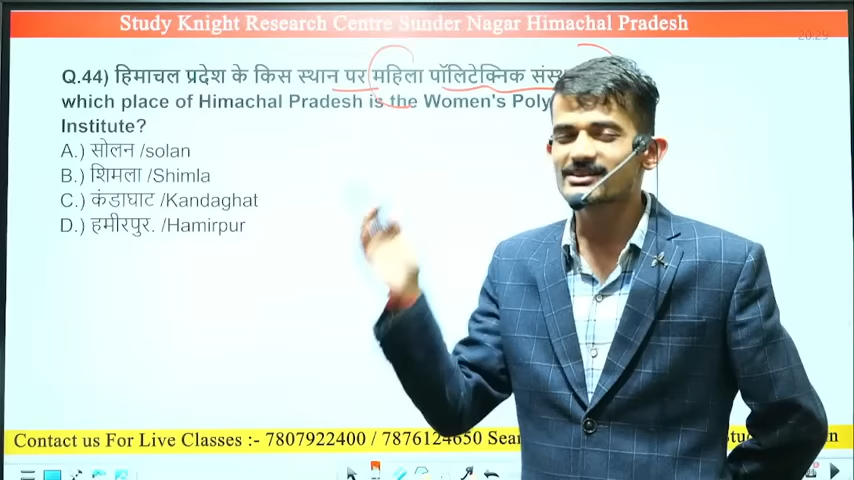 Study Knight Research Centre Sunder Nagar Himachal Pradesh
20:29
Q.44) हिमाचल प्रदेश के किस स्थान पर महिला पॉलिटेक्निक
which place of Himachal Pradesh is the Women's Poly
Institute?
A.) सोलन /solan
B.) शिमला /Shimla
C.) कंडाघाट /Kandaghat
D.) हमीरपुर. /Hamirpur
Contact us For Live Classes :- 7807922400 / 7876124650